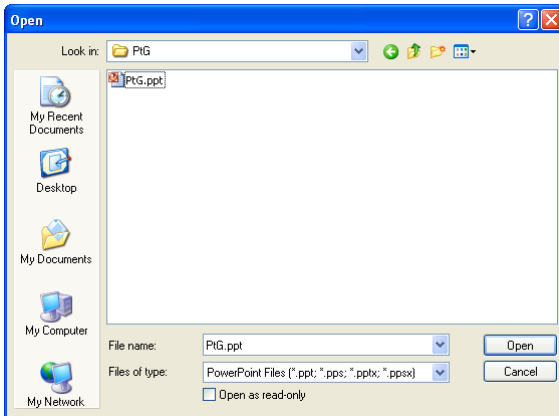 Open
Look in: PtG
PtG.ppt
My Recent
Documents
Desktop
My Documents
My Computer
My Network
File name: PtG.ppt Open
Files of type: PowerPoint Files (*.ppt; *.pps; *.pptx; *.ppsx) Cancel
Open as read-only